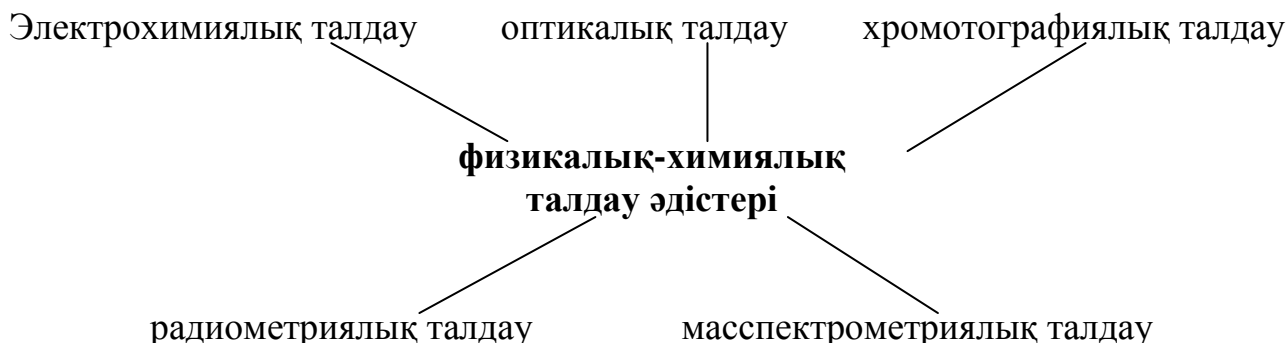 Электрохимиялық талдау оптикалық талдау хромотографиялық талдау
физикалық-химиялық
талдау әдістері
радиометриялық талдау масспектрометриялық талдау